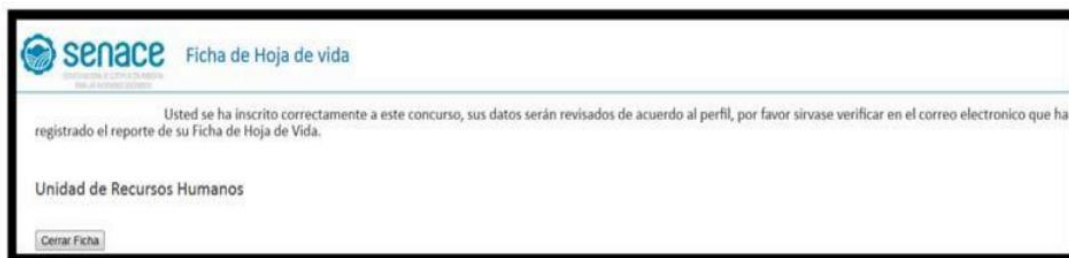 senace Ficha de Hoja de vida
Usted se ha inscrito correctamente a este concurso, sus datos serán revisados de acuerdo al perfil, por favor sirvase verificar en el correo electronico que ha
registrado el reporte de su Ficha de Hoja de Vida.
Unidad de Recursos Humanos
Cerrar Ficha